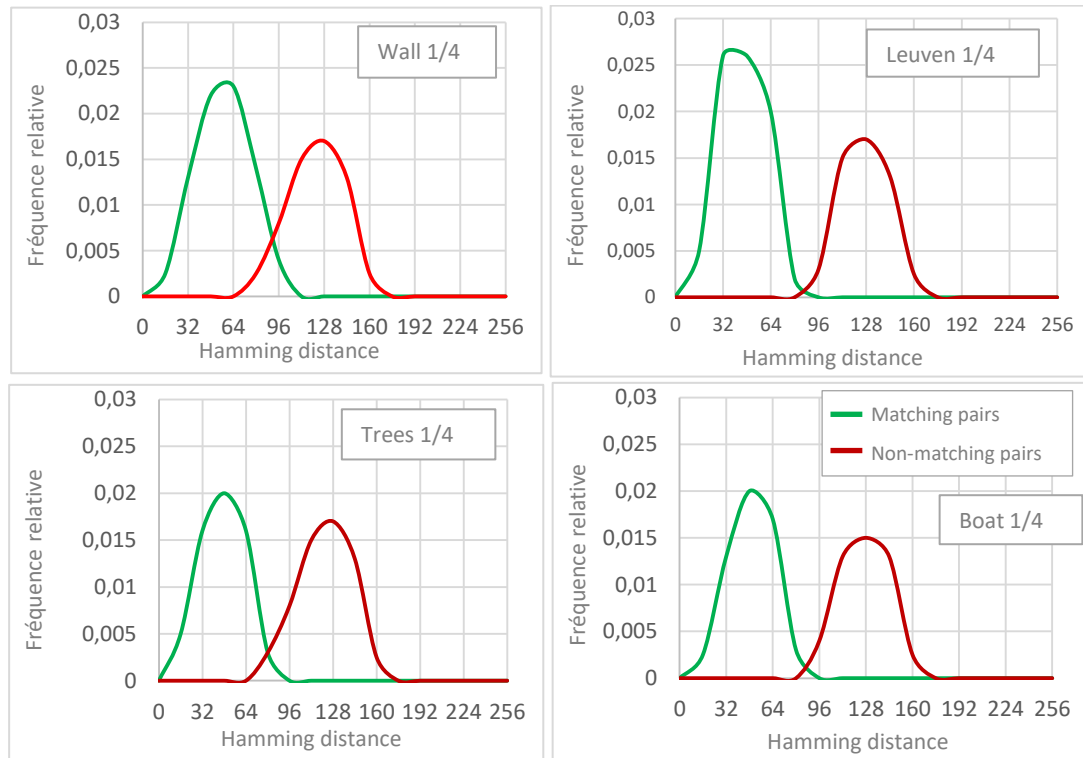 Wall 1/4
Fréquence relative
0,03
0,025
0,02
0,015
0,01
0,005
0
0 32 64 96 128 160 192 224 256
Hamming distance
Leuven 1/4
Fréquence relative
0,03
0,025
0,02
0,015
0,01
0,005
0
0 32 64 96 128 160 192 224 256
Hamming distance
Trees 1/4
Fréquence relative
0,03
0,025
0,02
0,015
0,01
0,005
0
0 32 64 96 128 160 192 224 256
Hamming distance
Matching pairs
Non-matching pairs
Boat 1/4
Fréquence relative
0,03
0,025
0,02
0,015
0,01
0,005
0
0 32 64 96 128 160 192 224 256
Hamming distance